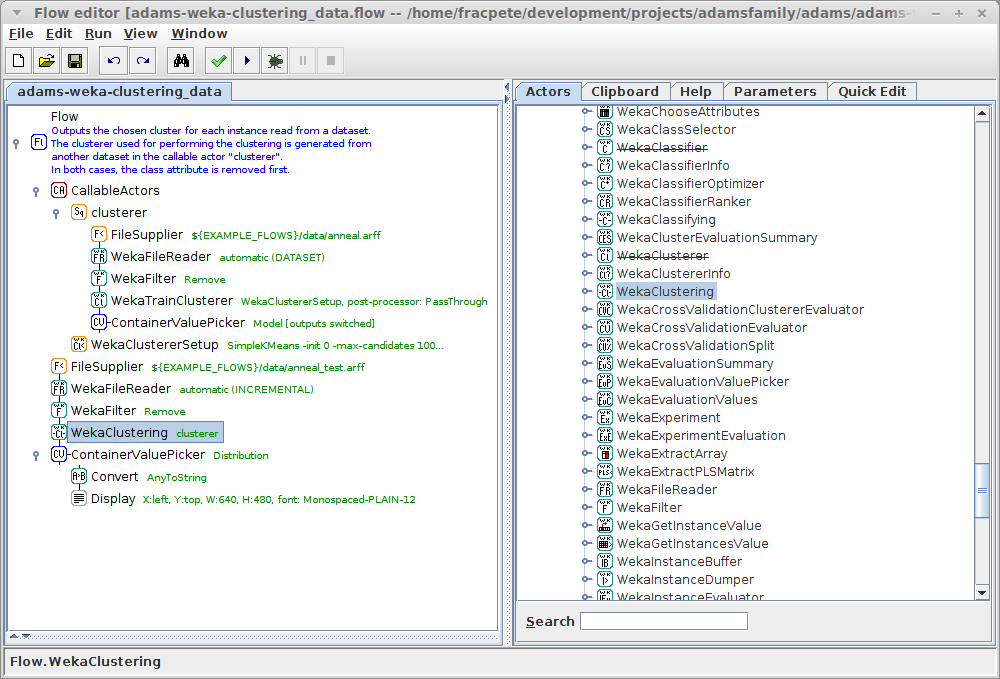 Flow editor [adams-weka-clustering_data.flow -- /home/fracpete/development/projects/adamsfamily/adams/adams-
File Edit Run View Window
adams-weka-clustering_data
Flow
Outputs the chosen cluster for each instance read from a dataset.
The clusterer used for performing the clustering is generated from
another dataset in the callable actor "clusterer".
In both cases, the class attribute is removed first.
CallableActors
clusterer
FileSupplier ${EXAMPLE_FLOWS}/data/anneal.arff
WekaFileReader automatic (DATASET)
WekaFilter Remove
WekaTrainClusterer WekaClustererSetup, post-processor: PassThrough
ContainerValuePicker Model [outputs switched]
WekaClustererSetup SimpleKMeans -init 0 -max-candidates 100...
FileSupplier ${EXAMPLE_FLOWS}/data/anneal_test.arff
WekaFileReader automatic (INCREMENTAL)
WekaFilter Remove
WekaClustering clusterer
ContainerValuePicker Distribution
Convert AnyToString
Display X:left, Y:top, W:640, H:480, font: Monospaced-PLAIN-12
Actors Clipboard Help Parameters Quick Edit
WekaChooseAttributes
WekaClassSelector
WekaClassifier
WekaClassifierInfo
WekaClassifierOptimizer
WekaClassifierRanker
WekaClassifying
WekaClusterEvaluationSummary
WekaClusterer
WekaClustererInfo
WekaClustering
WekaCrossValidationClustererEvaluator
WekaCrossValidationEvaluator
WekaCrossValidationSplit
WekaEvaluationSummary
WekaEvaluationValuePicker
WekaEvaluationValues
WekaExperiment
WekaExperimentEvaluation
WekaExtractArray
WekaExtractPLSMatrix
WekaFileReader
WekaFilter
WekaGetInstanceValue
WekaGetInstancesValue
WekaInstanceBuffer
WekaInstanceDumper
WekaInstanceEvaluator
Search
Flow.WekaClustering